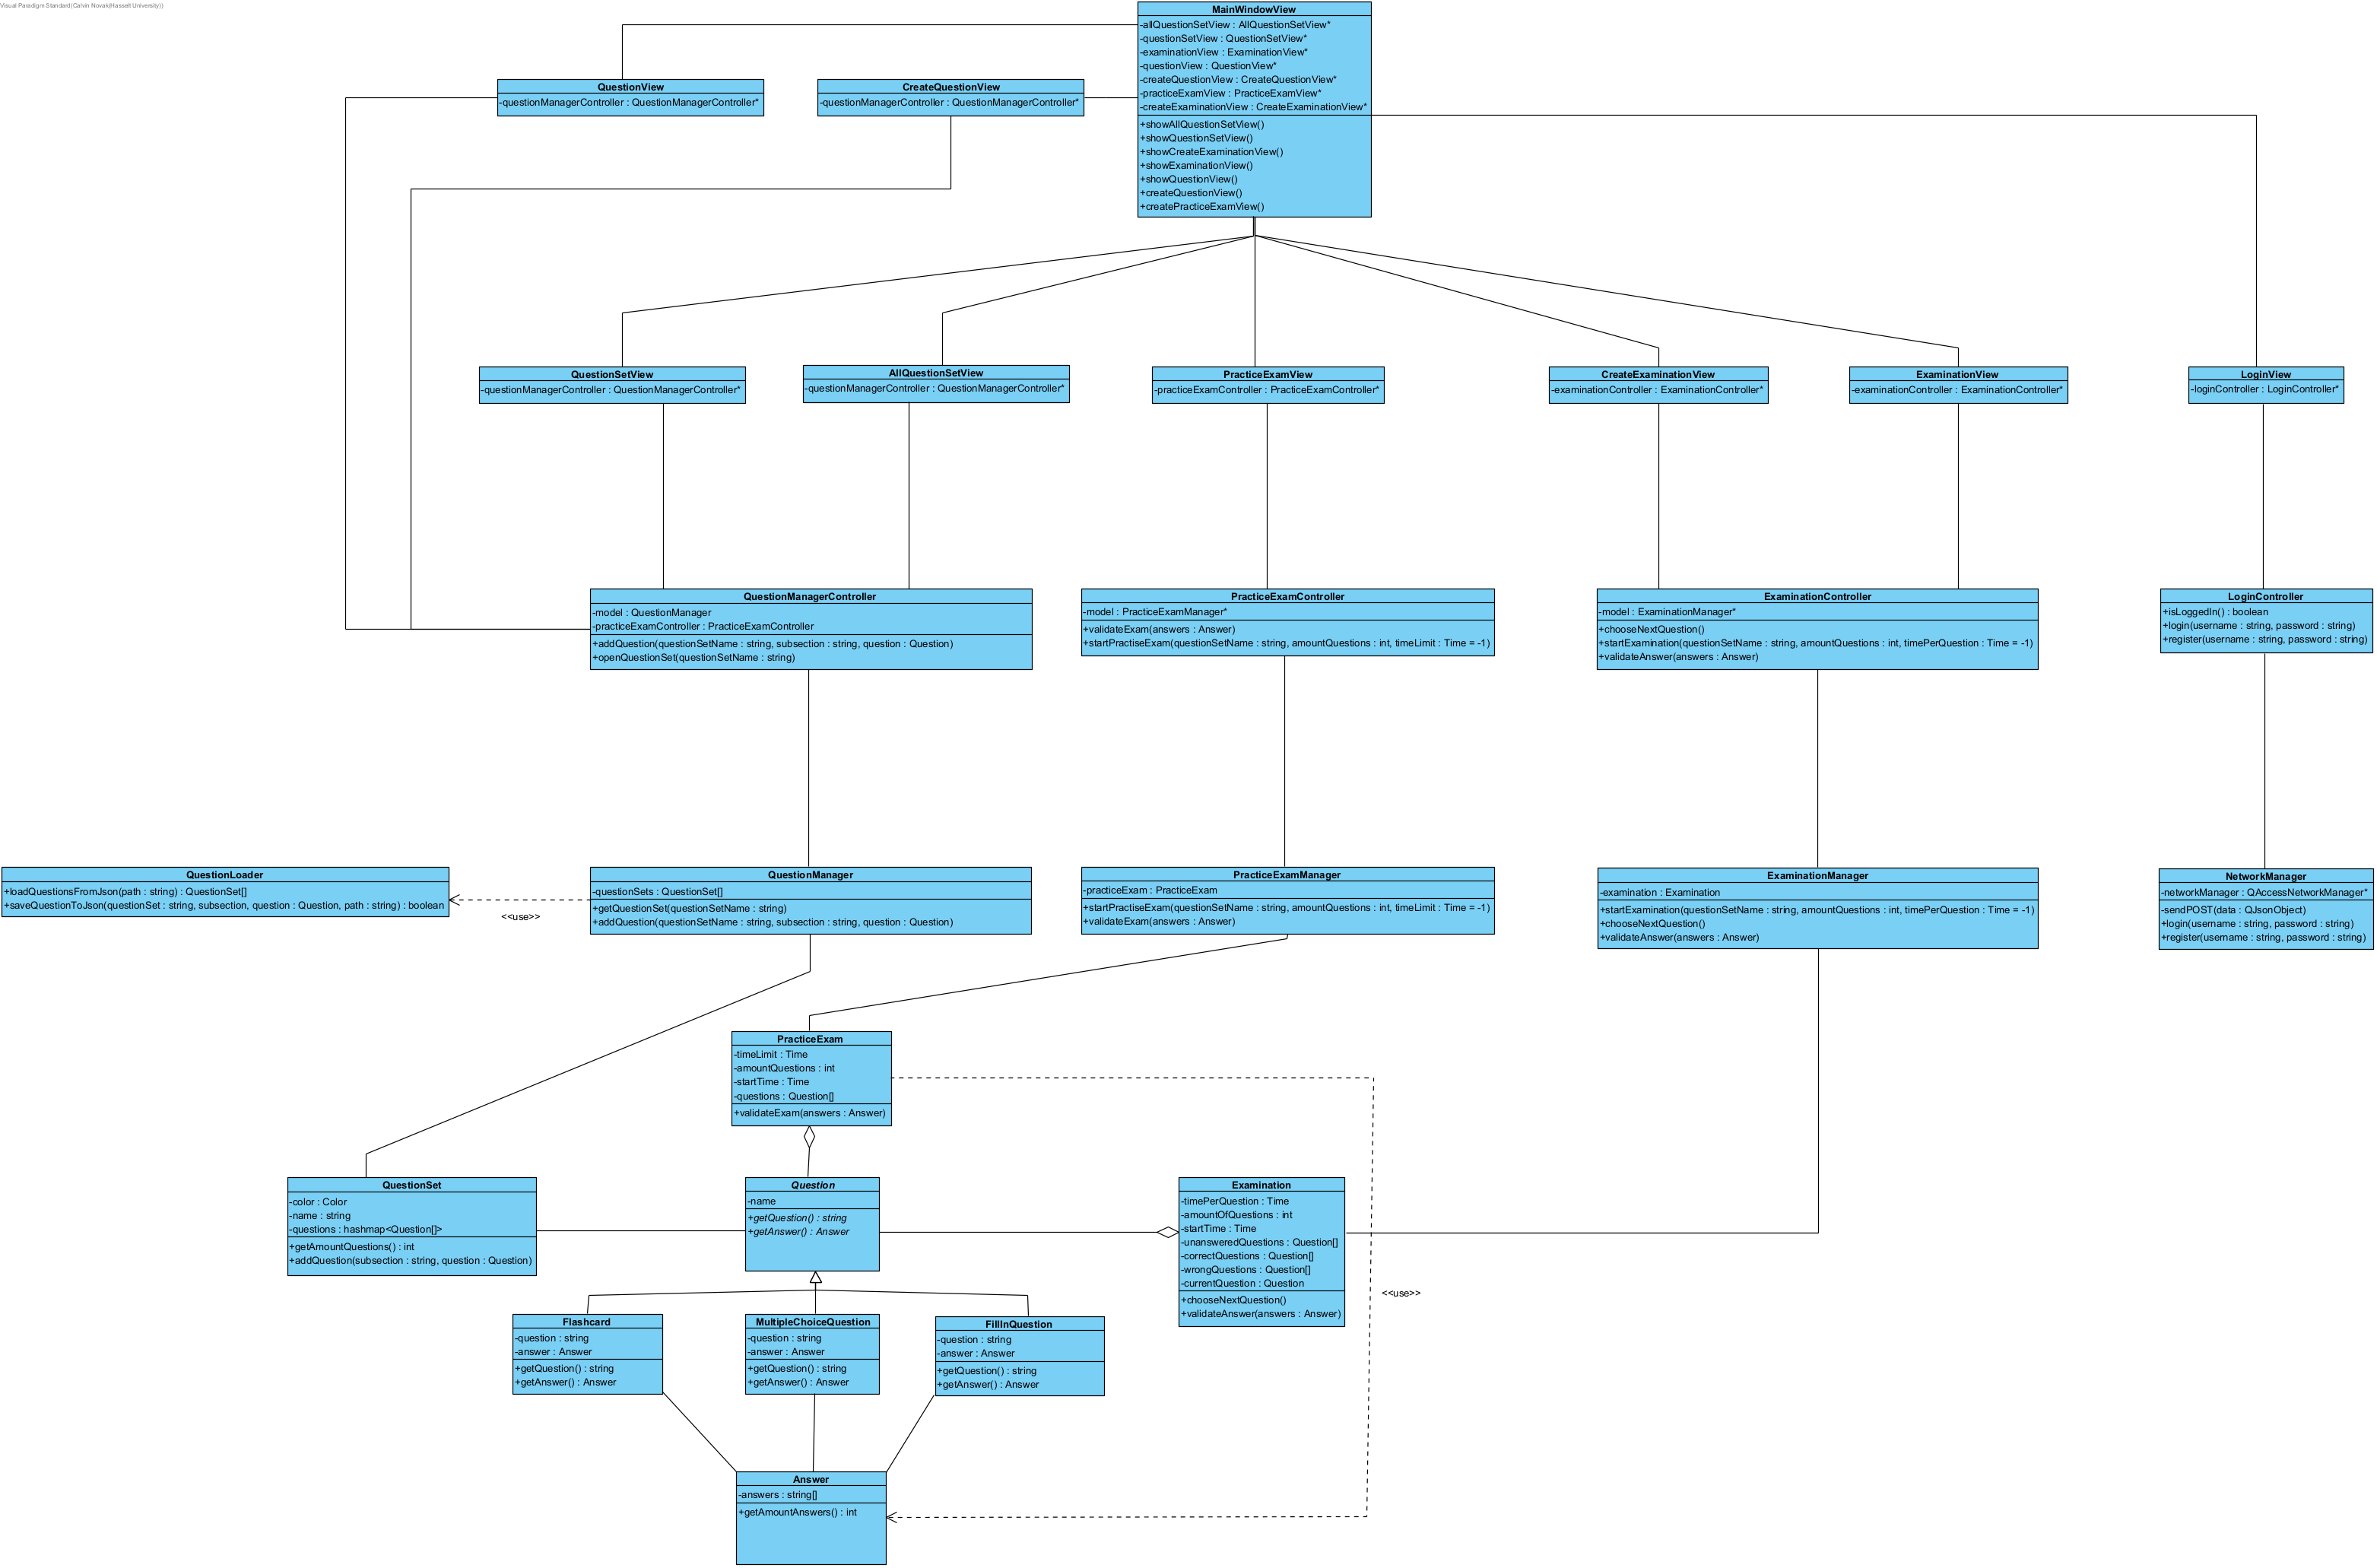 Visual Paradigm Standard(Calvin Novak(Hasselt University))
MainWindowView
-allQuestionSetView : AllQuestionSetView*
-questionSetView : QuestionSetView*
-examinationView : ExaminationView*
-questionView : QuestionView*
-createQuestionView : CreateQuestionView*
-practiceExamView : PracticeExamView*
-createExaminationView : CreateExaminationView*
+showAllQuestionSetView()
+showQuestionSetView()
+showCreateExaminationView()
+showExaminationView()
+showQuestionView()
+createQuestionView()
+createPracticeExamView()
QuestionView
-questionManagerController : QuestionManagerController*
CreateQuestionView
-questionManagerController : QuestionManagerController*
QuestionSetView
-questionManagerController : QuestionManagerController*
AllQuestionSetView
-questionManagerController : QuestionManagerController*
PracticeExamView
-practiceExamController : PracticeExamController*
CreateExaminationView
-examinationController : ExaminationController*
ExaminationView
-examinationController : ExaminationController*
LoginView
-loginController : LoginController*
QuestionManagerController
-model : QuestionManager
-practiceExamController : PracticeExamController
+addQuestion(questionSetName : string, subsection : string, question : Question)
+openQuestionSet(questionSetName : string)
PracticeExamController
-model : PracticeExamManager*
+validateExam(answers : Answer)
+startPractiseExam(questionSetName : string, amountQuestions : int, timeLimit : Time = -1)
ExaminationController
-model : ExaminationManager*
+chooseNextQuestion()
+startExamination(questionSetName : string, amountQuestions : int, timePerQuestion : Time = -1)
+validateAnswer(answers : Answer)
LoginController
+isLoggedIn() : boolean
+login(username : string, password : string)
+register(username : string, password : string)
QuestionLoader
+loadQuestionsFromJson(path : string) : QuestionSet[]
+saveQuestionToJson(questionSet : string, subsection, question : Question, path : string) : boolean
<<use>>
QuestionManager
-questionSets : QuestionSet[]
+getQuestionSet(questionSetName : string)
+addQuestion(questionSetName : string, subsection : string, question : Question)
PracticeExamManager
-practiceExam : PracticeExam
+startPractiseExam(questionSetName : string, amountQuestions : int, timeLimit : Time = -1)
+validateExam(answers : Answer)
ExaminationManager
-examination : Examination
+startExamination(questionSetName : string, amountQuestions : int, timePerQuestion : Time = -1)
+chooseNextQuestion()
+validateAnswer(answers : Answer)
NetworkManager
-networkManager : QAccessNetworkManager*
-sendPOST(data : QJsonObject)
+login(username : string, password : string)
+register(username : string, password : string)
PracticeExam
-timeLimit : Time
-amountQuestions : int
-startTime : Time
-questions : Question[]
+validateExam(answers : Answer)
QuestionSet
-color : Color
-name : string
-questions : hashmap<Question[]>
+getAmountQuestions() : int
+addQuestion(subsection : string, question : Question)
Question
-name
+getQuestion() : string
+getAnswer() : Answer
Examination
-timePerQuestion : Time
-amountOfQuestions : int
-startTime : Time
-unansweredQuestions : Question[]
-correctQuestions : Question[]
-wrongQuestions : Question[]
-currentQuestion : Question
+chooseNextQuestion()
+validateAnswer(answers : Answer)
<<use>>
Flashcard
-question : string
-answer : Answer
+getQuestion() : string
+getAnswer() : Answer
MultipleChoiceQuestion
-question : string
-answer : Answer
+getQuestion() : string
+getAnswer() : Answer
FillInQuestion
-question : string
-answer : Answer
+getQuestion() : string
+getAnswer() : Answer
Answer
-answers : string[]
+getAmountAnswers() : int